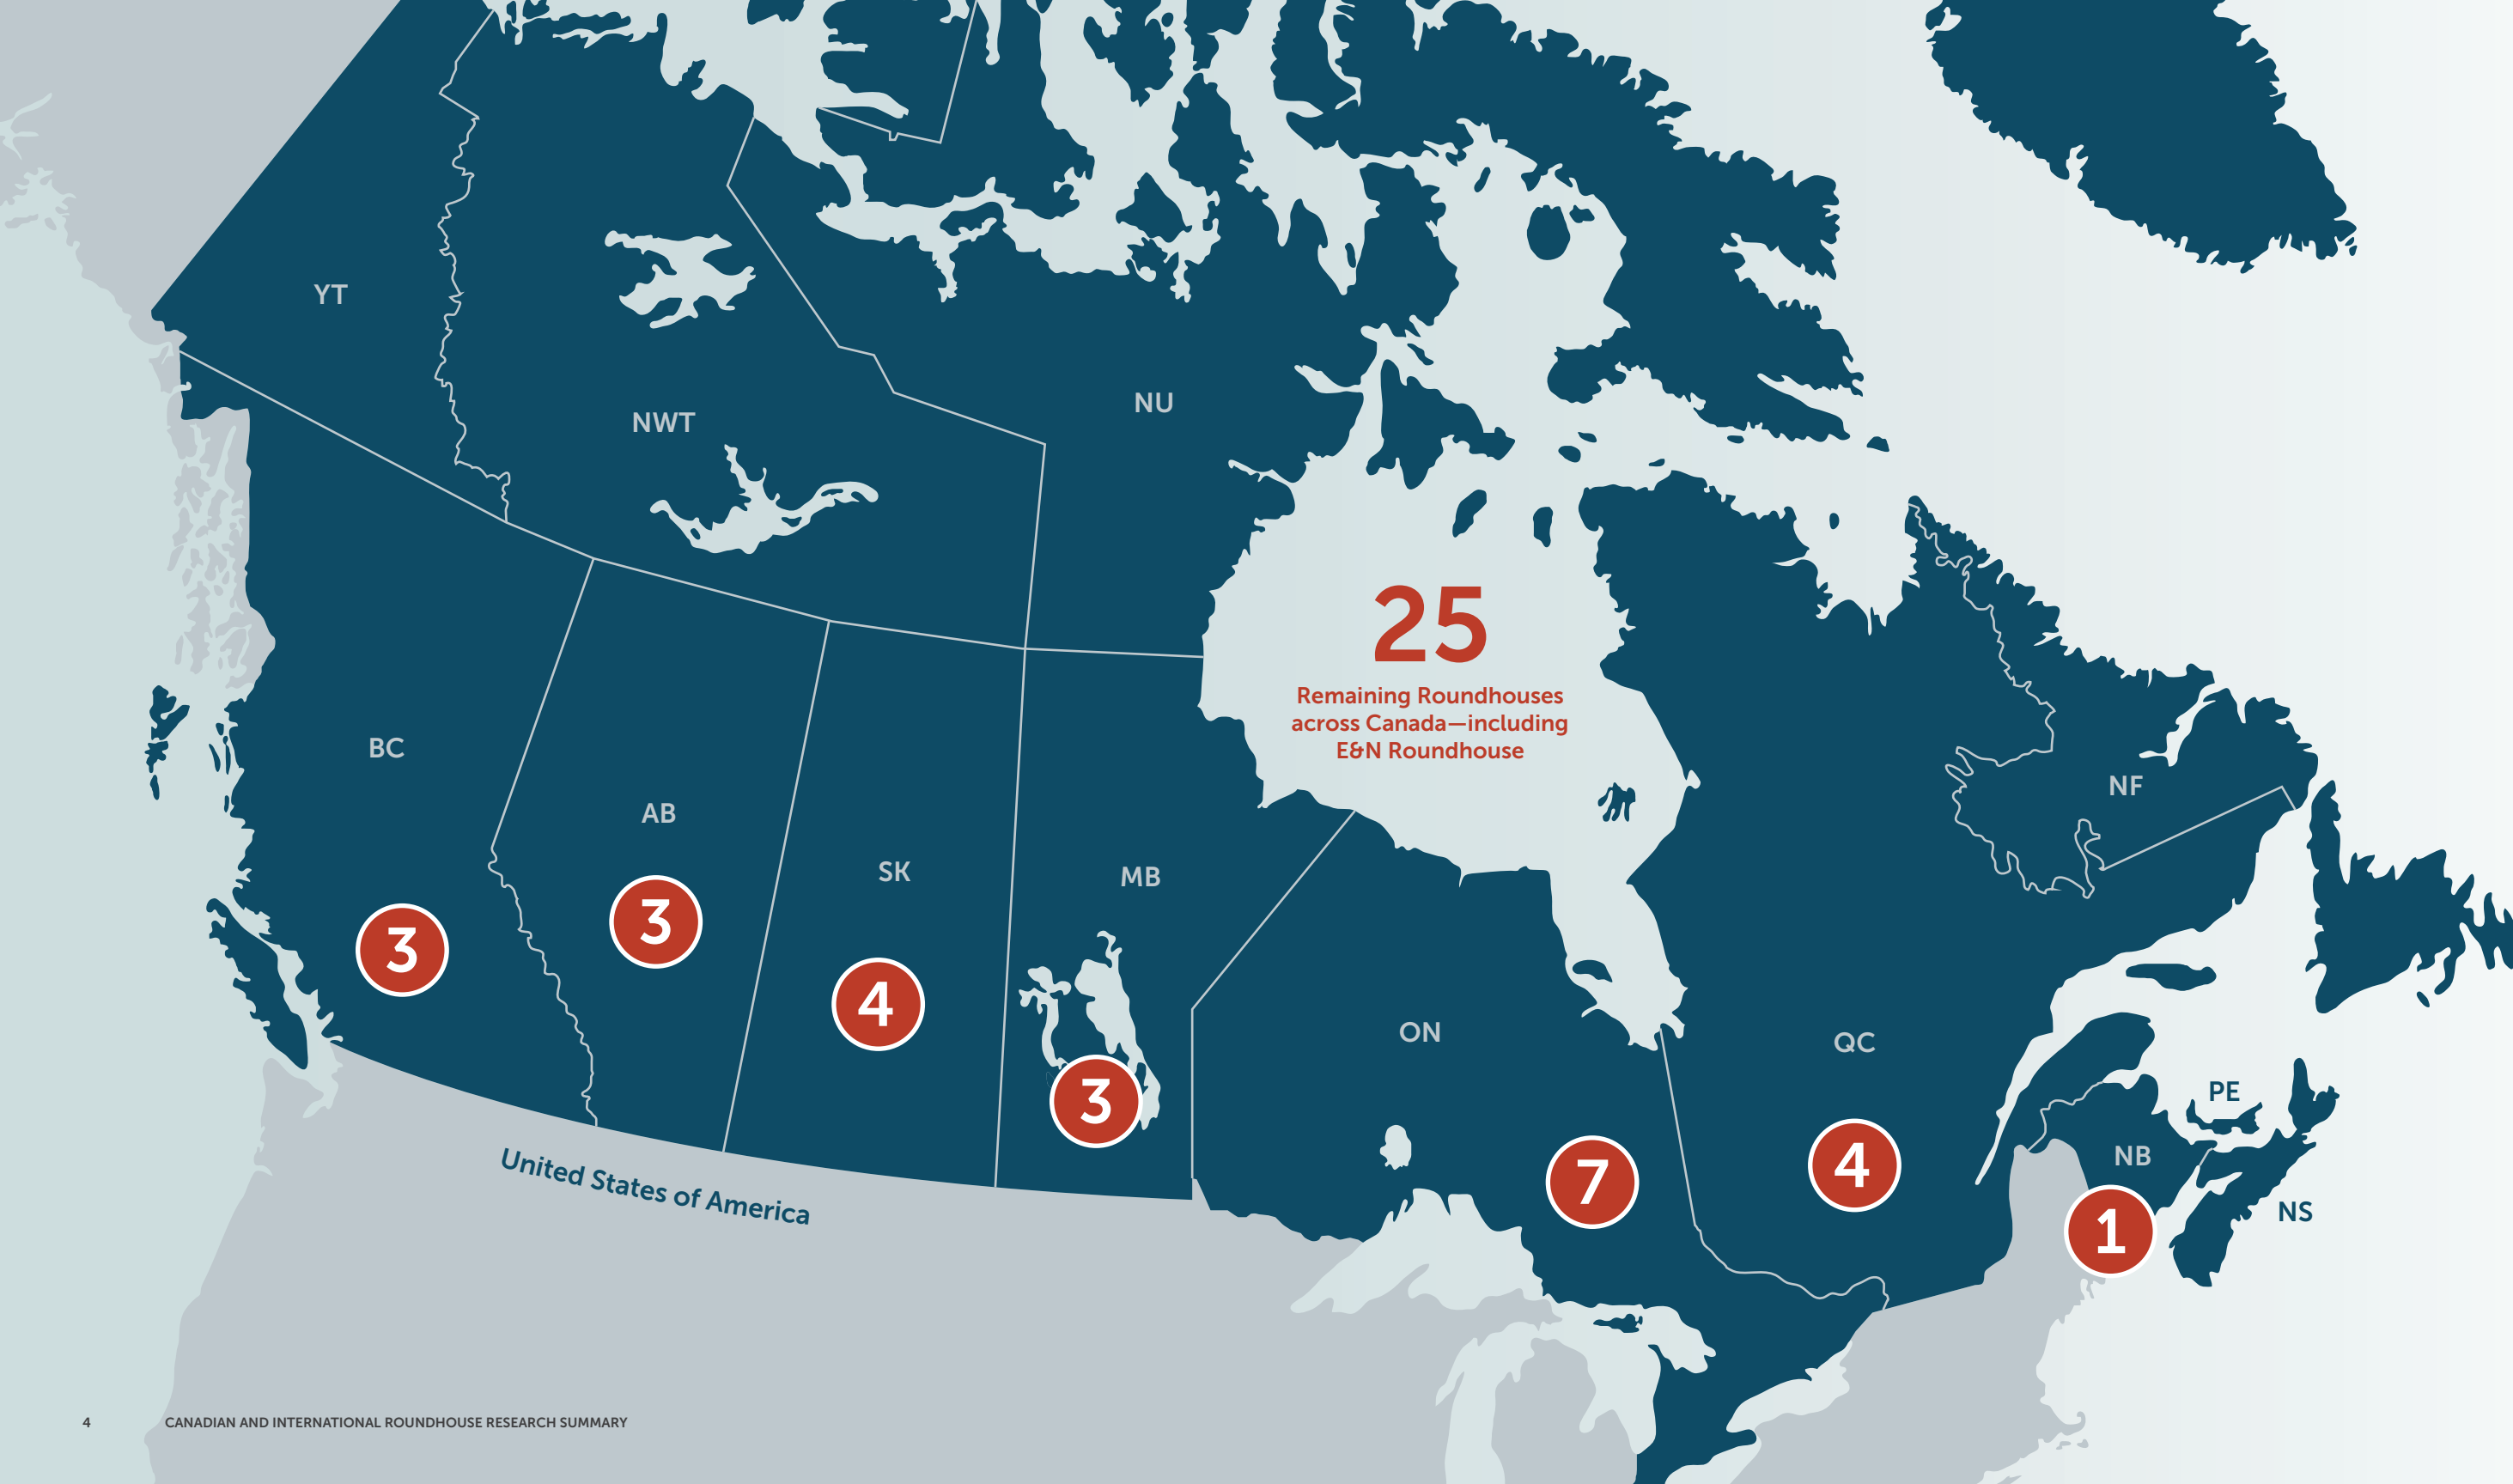 YT
NWT
NU
25
Remaining Roundhouses
across Canada—including
E&N Roundhouse
BC
NF
AB
SK
MB
3
3
4
ON
QC
3
PE
7
4
NB
United States of America
1
NS
4
CANADIAN AND INTERNATIONAL ROUNDHOUSE RESEARCH SUMMARY